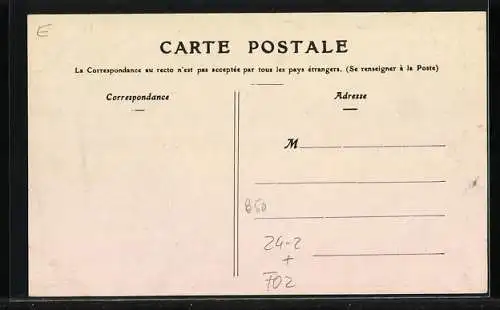 E
CARTE POSTALE
La Correspondance au recto n'est pas acceptée par tous les pays étrangers. (Se renseigner à la Poste)
Correspondance
Adresse
M
850
24-2
+
702